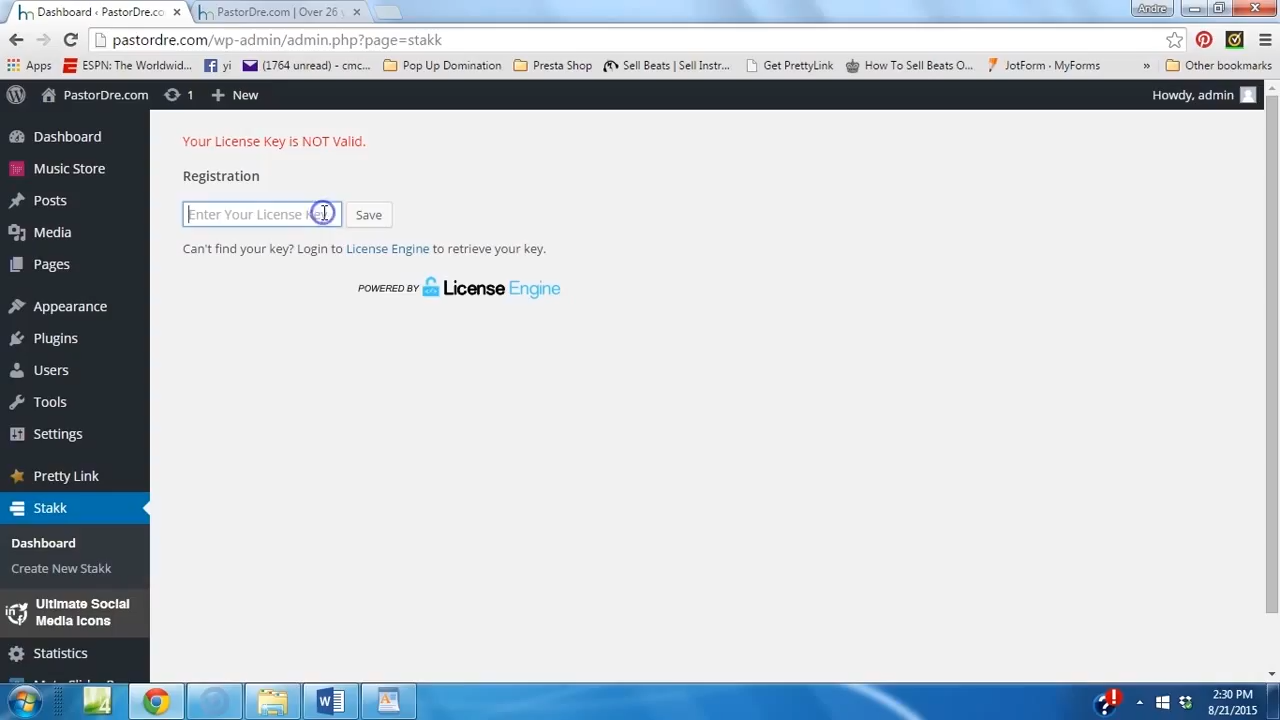 Dashboard ‹ PastorDre.co
PastorDre.com | Over 26
Andre
pastordre.com/wp-admin/admin.php?page=stakk
Apps
ESPN: The Worldwid...
yi
(1764 unread) - cmc...
Pop Up Domination
Presta Shop
Sell Beats | Sell Instr...
Get PrettyLink
How To Sell Beats O...
JotForm · MyForms
»
Other bookmarks
PastorDre.com
1
New
Howdy, admin
Dashboard
Music Store
Posts
Media
Pages
Appearance
Plugins
Users
Tools
Settings
Pretty Link
Stakk
Dashboard
Create New Stakk
Ultimate Social
Media Icons
Statistics
Your License Key is NOT Valid.
Registration
Enter Your License Key
Save
Can't find your key? Login to License Engine to retrieve your key.
POWERED BY License Engine
2:30 PM
8/21/2015